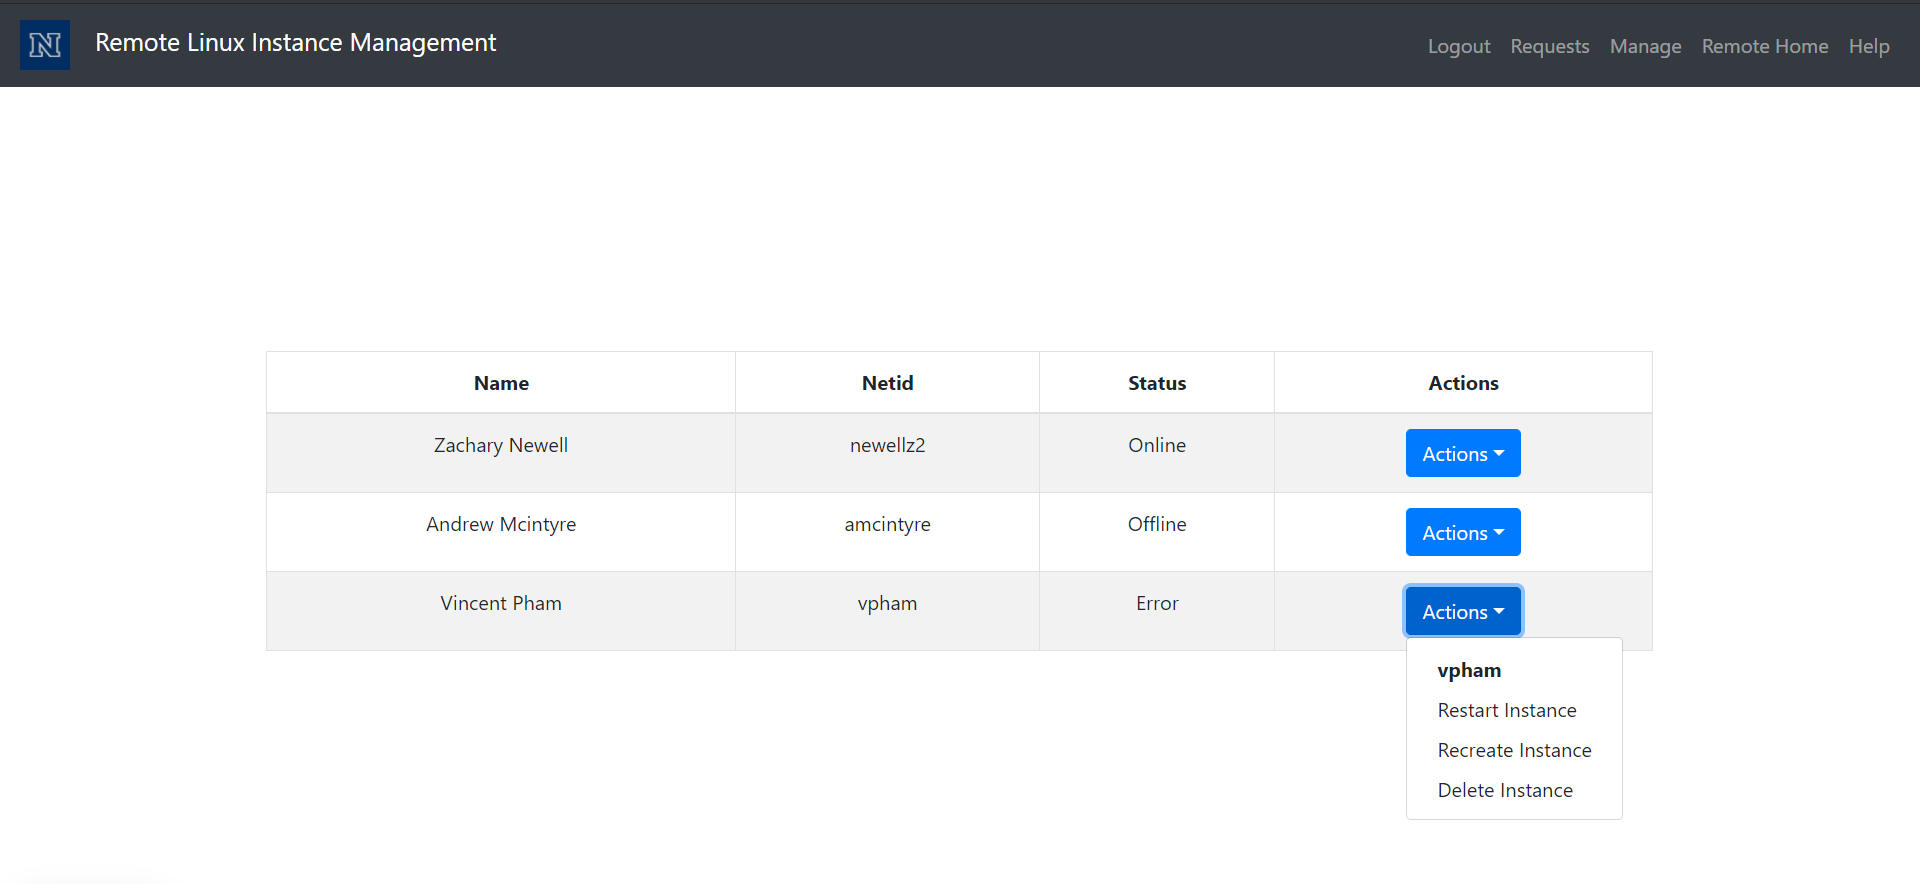 N Remote Linux Instance Management Logout Requests Manage Remote Home Help
Name Netid Status Actions
Zachary Newell newellz2 Online Actions
Andrew Mcintyre amcintyre Offline Actions
Vincent Pham vpham Error Actions
vpham
Restart Instance
Recreate Instance
Delete Instance